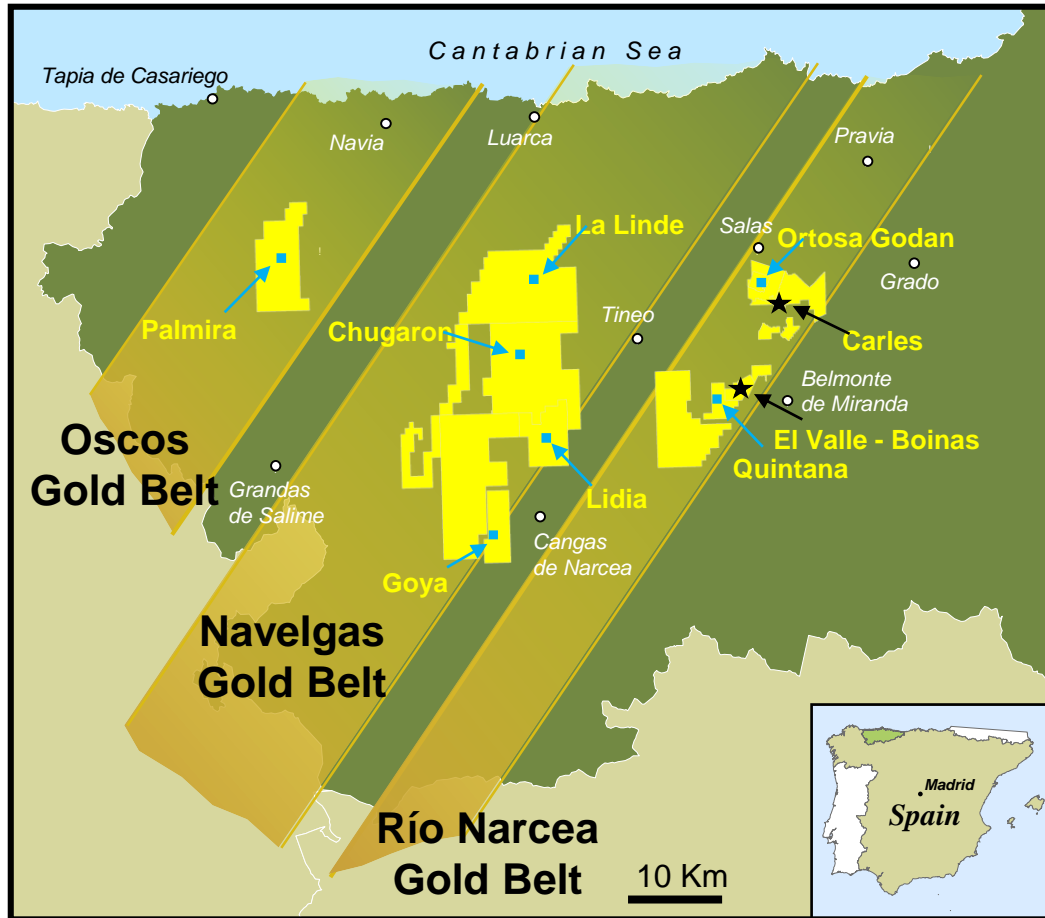 Cantabrian Sea
Tapia de Casariego
Navia
Luarca
Pravia
La Linde
Salas
Ortosa Godan
Grado
Palmira
Chugaron
Tineo
Carles
Belmonte
de Miranda
Oscos
Gold Belt
El Valle - Boinas
Quintana
Grandas
de Salime
Lidia
Cangas
de Narcea
Goya
Navelgas
Gold Belt
Río Narcea
Gold Belt
10 Km
Madrid
Spain